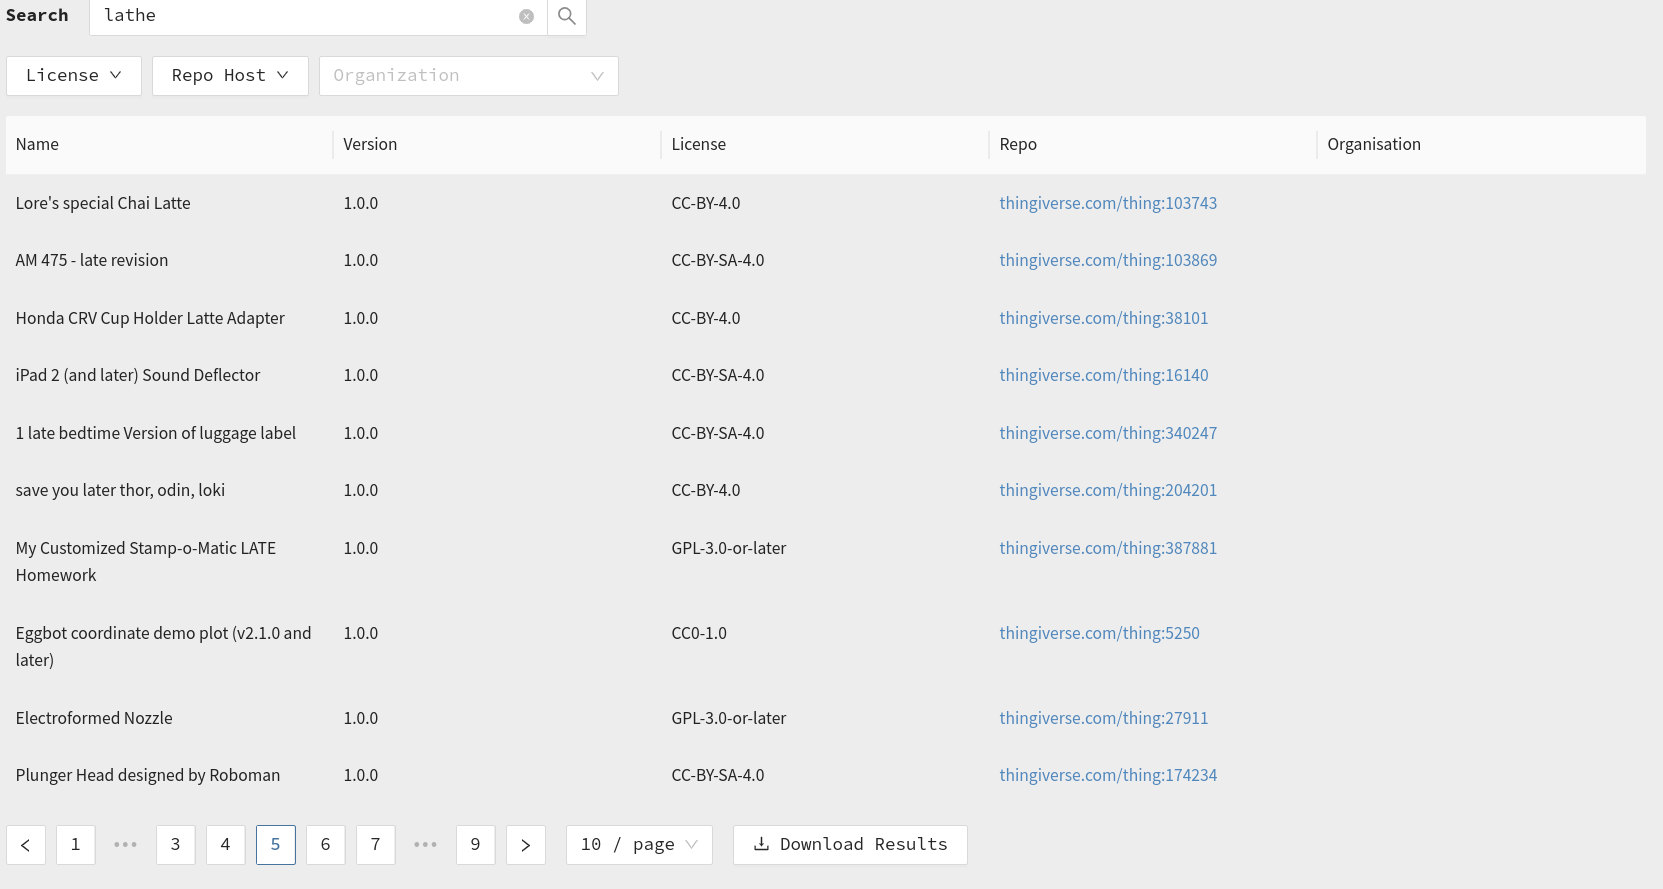 Search lathe
License Repo Host Organization
Name Version License Repo Organisation
Lore's special Chai Latte 1.0.0 CC-BY-4.0 thingiverse.com/thing:103743
AM 475 - late revision 1.0.0 CC-BY-SA-4.0 thingiverse.com/thing:103869
Honda CRV Cup Holder Latte Adapter 1.0.0 CC-BY-4.0 thingiverse.com/thing:38101
iPad 2 (and later) Sound Deflector 1.0.0 CC-BY-SA-4.0 thingiverse.com/thing:16140
1 late bedtime Version of luggage label 1.0.0 CC-BY-SA-4.0 thingiverse.com/thing:340247
save you later thor, odin, loki 1.0.0 CC-BY-4.0 thingiverse.com/thing:204201
My Customized Stamp-o-Matic LATE 1.0.0 GPL-3.0-or-later thingiverse.com/thing:387881
Homework
Eggbot coordinate demo plot (v2.1.0 and 1.0.0 CC0-1.0 thingiverse.com/thing:5250
later)
Electroformed Nozzle 1.0.0 GPL-3.0-or-later thingiverse.com/thing:27911
Plunger Head designed by Roboman 1.0.0 CC-BY-SA-4.0 thingiverse.com/thing:174234
< 1 ••• 3 4 5 6 7 ••• 9 > 10 / page Download Results